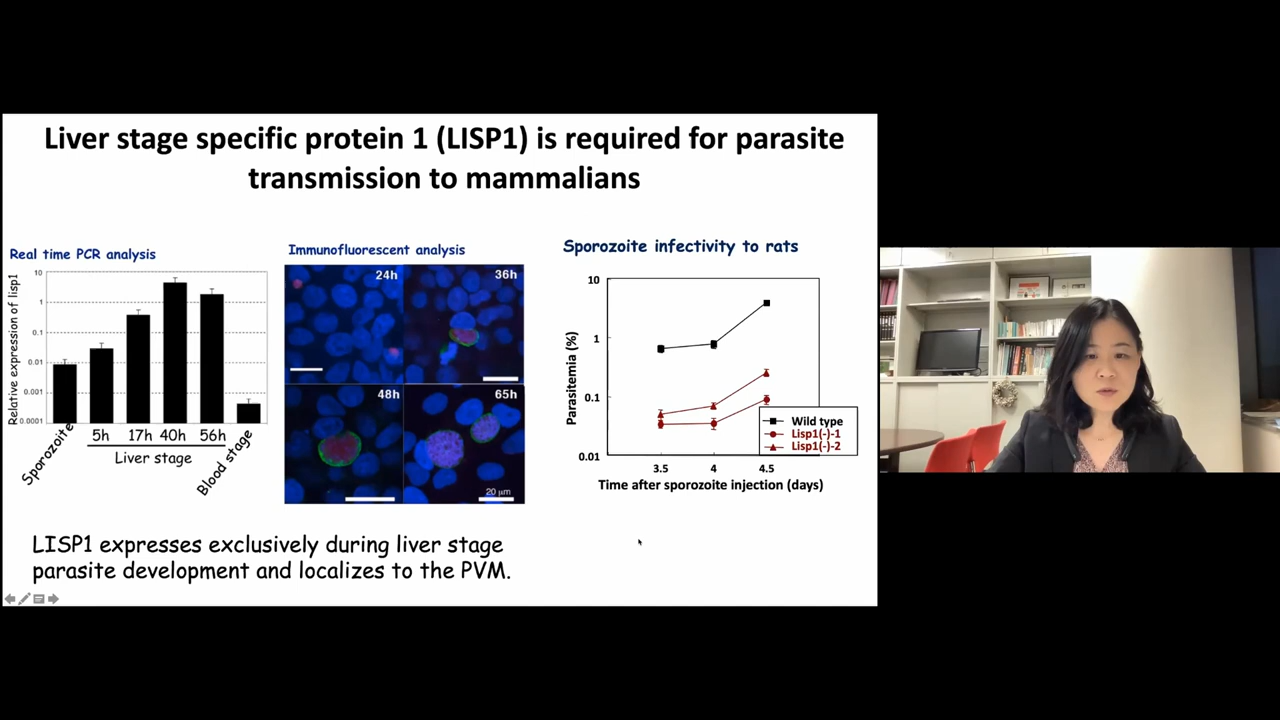 Liver stage specific protein 1 (LISP1) is required for parasite
transmission to mammalians
Real time PCR analysis
Relative expression of lisp1
10
1
0.1
0.01
0.001
0.0001
Sporozoite
5h
17h
40h
56h
Blood stage
Liver stage
Immunofluorescent analysis
24h
36h
48h
65h
20 μm
Sporozoite infectivity to rats
Parasitemia (%)
10
1
0.1
0.01
3.5
4
4.5
Time after sporozoite injection (days)
Wild type
Lisp1(-)-1
Lisp1(-)-2
LISP1 expresses exclusively during liver stage
parasite development and localizes to the PVM.